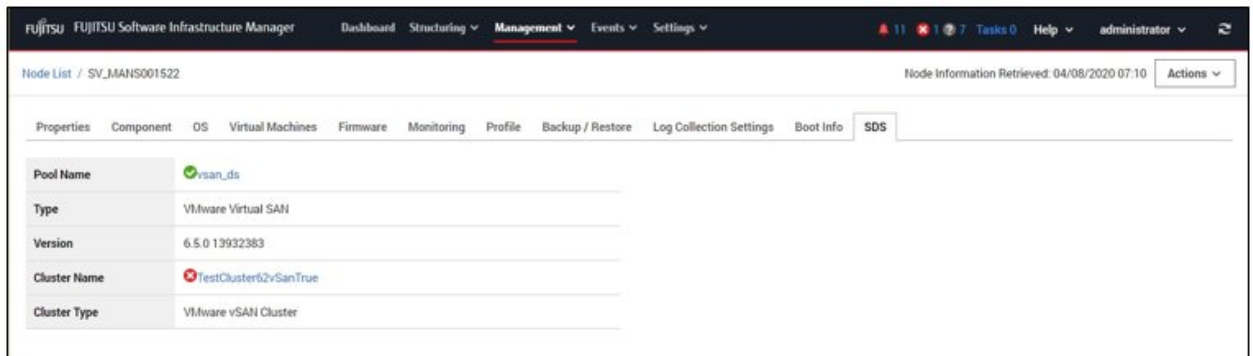 FUJITSU FUJITSU Software Infrastructure Manager Dashboard Structuring Management Events Settings 11 1 7 Tasks 0 Help administrator
Node List / SV_MANS001522 Node Information Retrieved: 04/08/2020 07:10 Actions
Properties Component OS Virtual Machines Firmware Monitoring Profile Backup / Restore Log Collection Settings Boot Info SDS
Pool Name vsan_ds
Type VMware Virtual SAN
Version 6.5.0 13932383
Cluster Name TestCluster62vSanTrue
Cluster Type VMware vSAN Cluster